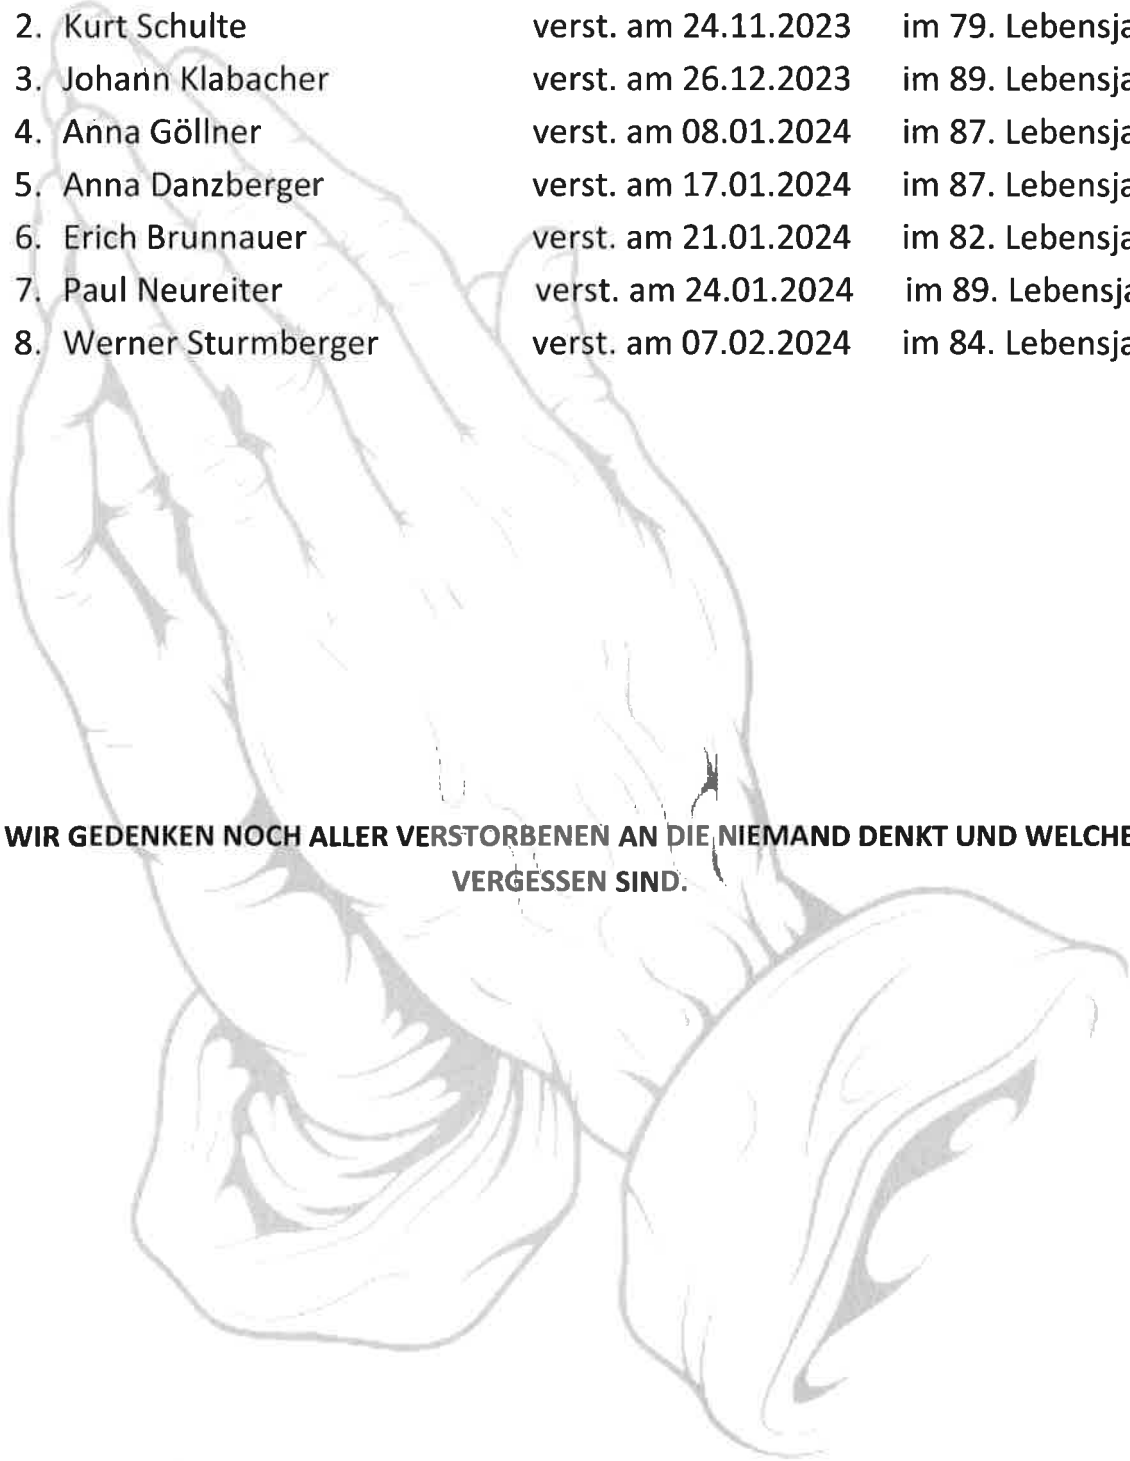 2. Kurt Schulte verst. am 24.11.2023 im 79. Lebensja
3. Johann Klabacher verst. am 26.12.2023 im 89. Lebensja
4. Anna Göllner verst. am 08.01.2024 im 87. Lebensja
5. Anna Danzberger verst. am 17.01.2024 im 87. Lebensja
6. Erich Brunnauer verst. am 21.01.2024 im 82. Lebensja
7. Paul Neureiter verst. am 24.01.2024 im 89. Lebensja
8. Werner Sturmberger verst. am 07.02.2024 im 84. Lebensja
WIR GEDENKEN NOCH ALLER VERSTORBENEN AN DIE NIEMAND DENKT UND WELCHE
VERGESSEN SIND.